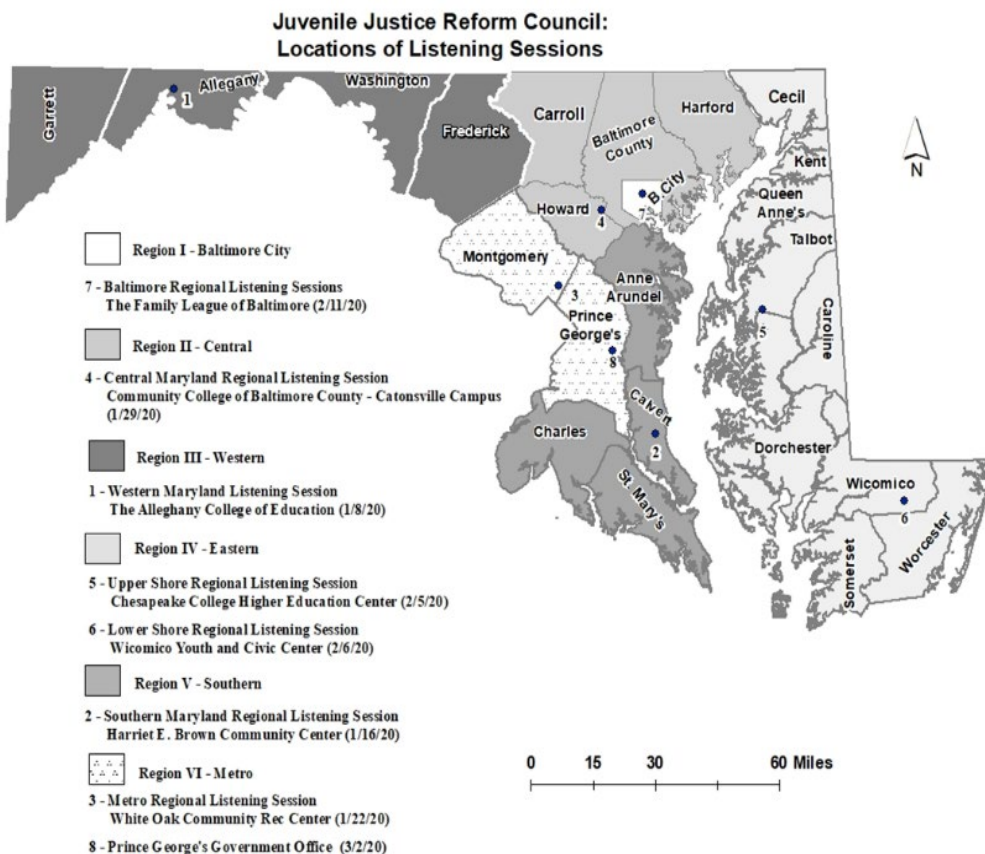 Juvenile Justice Reform Council:
Locations of Listening Sessions
Garrett
Allegany
1
Washington
Frederick
Carroll
Baltimore
County
Harford
Cecil
Kent
Queen
Anne's
Talbot
Caroline
N
B.City
7
Howard
4
Montgomery
3
Anne
Arundel
Prince
George's
8
5
Calvert
2
Charles
St. Mary's
Dorchester
Wicomico
6
Somerset
Worcester
Region I - Baltimore City
7 - Baltimore Regional Listening Sessions
The Family League of Baltimore (2/11/20)
Region II - Central
4 - Central Maryland Regional Listening Session
Community College of Baltimore County - Catonsville Campus
(1/29/20)
Region III - Western
1 - Western Maryland Listening Session
The Alleghany College of Education (1/8/20)
Region IV - Eastern
5 - Upper Shore Regional Listening Session
Chesapeake College Higher Education Center (2/5/20)
6 - Lower Shore Regional Listening Session
Wicomico Youth and Civic Center (2/6/20)
Region V - Southern
2 - Southern Maryland Regional Listening Session
Harriet E. Brown Community Center (1/16/20)
Region VI - Metro
3 - Metro Regional Listening Session
White Oak Community Rec Center (1/22/20)
8 - Prince George's Government Office (3/2/20)
0 15 30 60 Miles